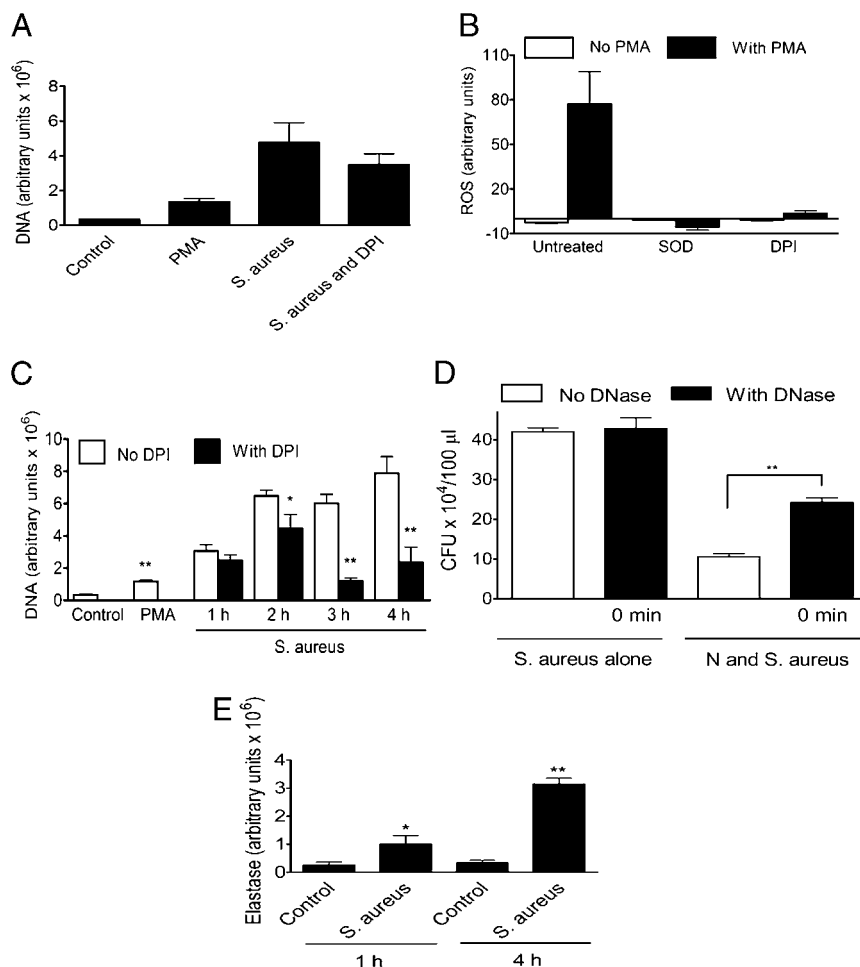 A
DNA (arbitrary units x 10⁶)
8
6
4
2
0
Control
PMA
S. aureus
S. aureus and DPI
B
No PMA
With PMA
ROS (arbitrary units)
110
80
50
20
-10
Untreated
SOD
DPI
C
DNA (arbitrary units x 10⁶)
10
8
6
4
2
0
No DPI
With DPI
**
*
**
**
Control
PMA
1 h
2 h
3 h
4 h
S. aureus
D
No DNase
With DNase
CFU x 10⁴/100 µl
40
30
20
10
0
**
0 min
0 min
S. aureus alone
N and S. aureus
E
Elastase (arbitrary units x 10⁶)
4
3
2
1
0
*
**
Control
S. aureus
Control
S. aureus
1 h
4 h